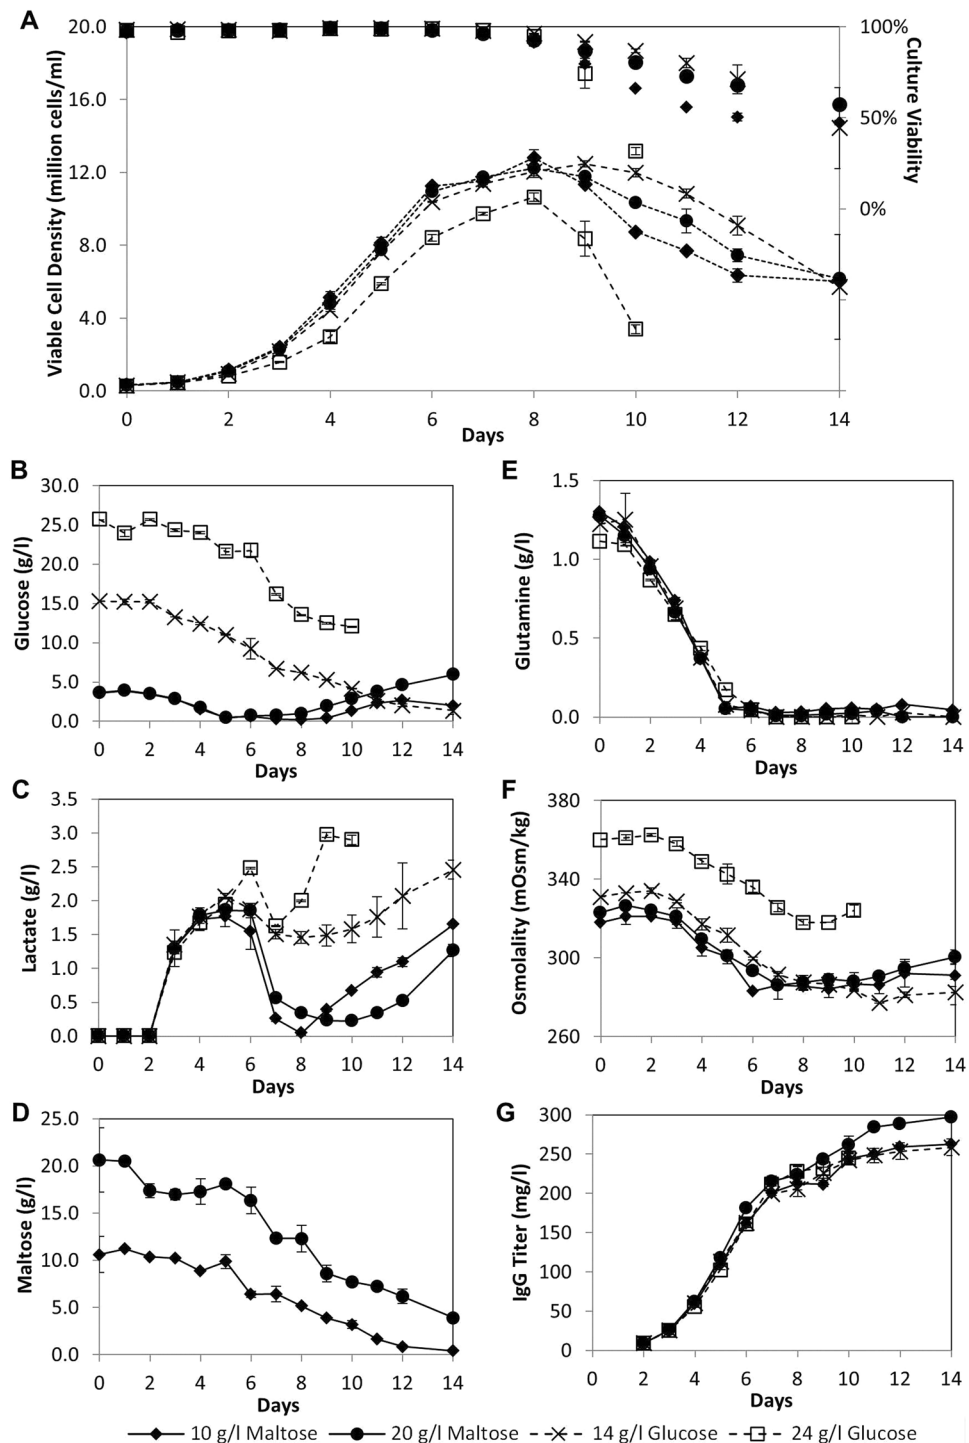 A
Viable Cell Density (million cells/ml)
20.0
16.0
12.0
8.0
4.0
0.0
100%
50%
0%
Culture Viability
0 2 4 6 8 10 12 14
Days
B
Glucose (g/l)
30.0
25.0
20.0
15.0
10.0
5.0
0.0
0 2 4 6 8 10 12 14
Days
E
Glutamine (g/l)
1.5
1.0
0.5
0.0
0 2 4 6 8 10 12 14
Days
C
Lactate (g/l)
3.5
3.0
2.5
2.0
1.5
1.0
0.5
0.0
0 2 4 6 8 10 12 14
Days
F
Osmolality (mOsm/kg)
380
340
300
260
0 2 4 6 8 10 12 14
Days
D
Maltose (g/l)
25.0
20.0
15.0
10.0
5.0
0.0
0 2 4 6 8 10 12 14
Days
G
IgG Titer (mg/l)
300
250
200
150
100
50
0
0 2 4 6 8 10 12 14
Days
10 g/l Maltose 20 g/l Maltose 14 g/l Glucose 24 g/l Glucose